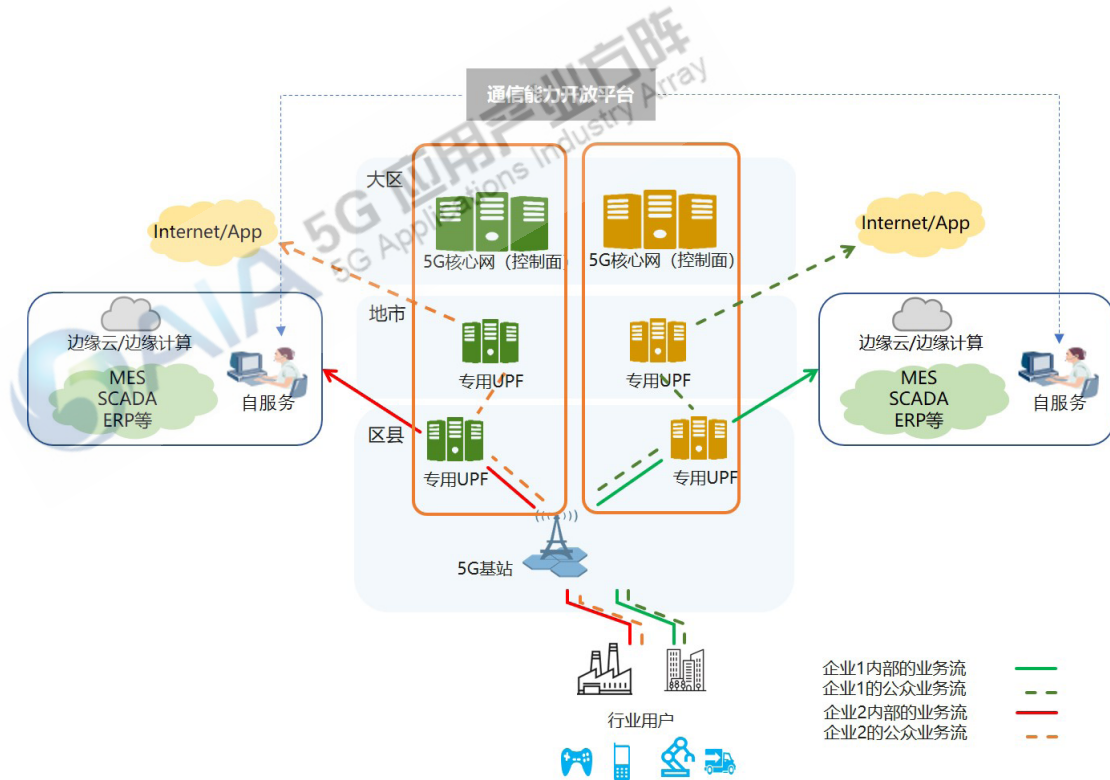 通信能力开放平台
5G 应用产业方阵
5G Applications Industry Array
AIA
大区
5G核心网（控制面）
5G核心网（控制面）
Internet/App
Internet/App
地市
专用UPF
专用UPF
边缘云/边缘计算
MES
SCADA
ERP等
自服务
边缘云/边缘计算
MES
SCADA
ERP等
自服务
区县
专用UPF
专用UPF
5G基站
行业用户
企业1内部的业务流
企业1的公众业务流
企业2内部的业务流
企业2的公众业务流